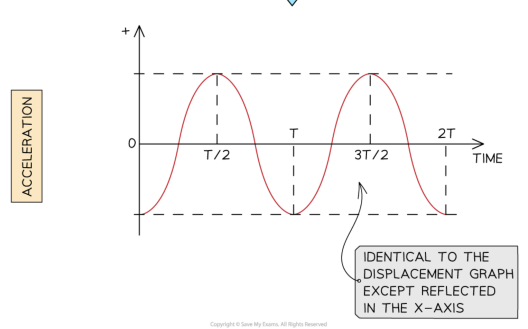 +
ACCELERATION
0
T/2
T
3T/2
2T
TIME
IDENTICAL TO THE
DISPLACEMENT GRAPH
EXCEPT REFLECTED
IN THE X-AXIS
Copyright © Save My Exams. All Rights Reserved